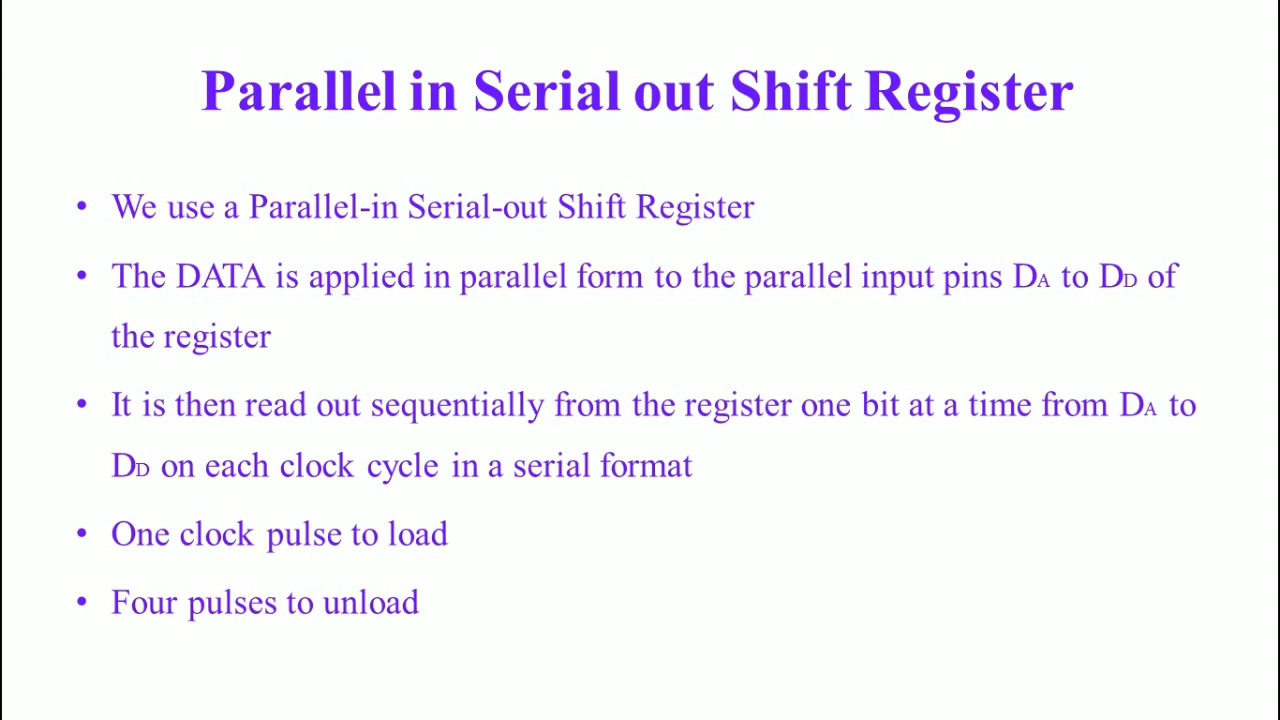 Parallel in Serial out Shift Register
• We use a Parallel-in Serial-out Shift Register
• The DATA is applied in parallel form to the parallel input pins DA to DD of
the register
• It is then read out sequentially from the register one bit at a time from DA to
DD on each clock cycle in a serial format
• One clock pulse to load
• Four pulses to unload